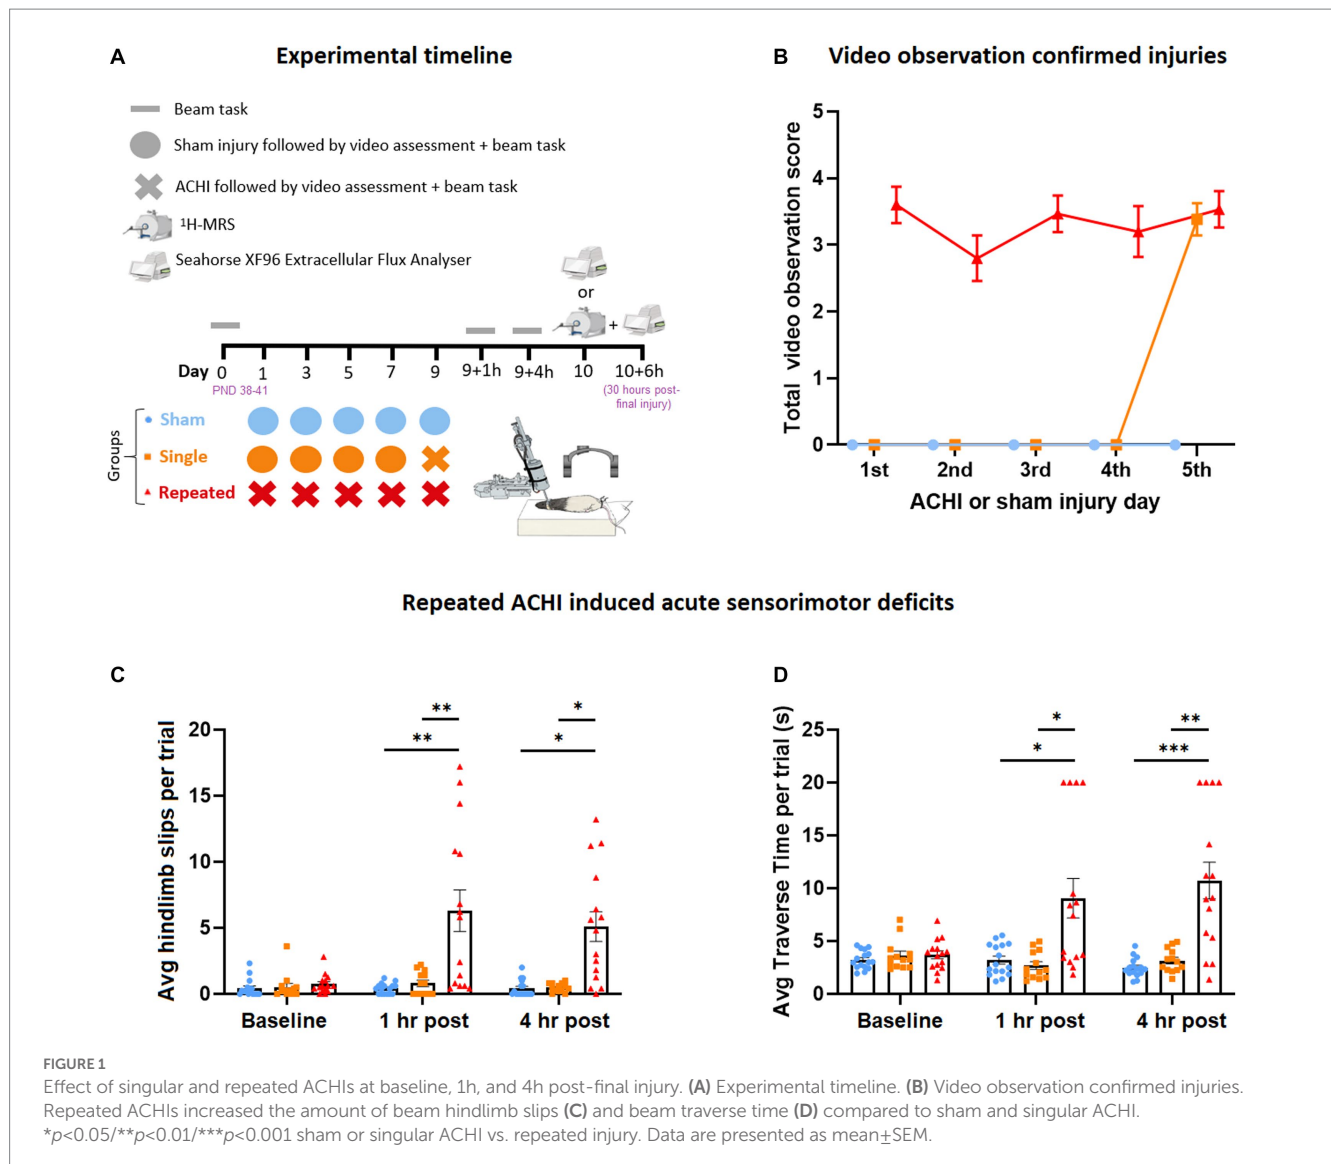 A Experimental timeline
Beam task
Sham injury followed by video assessment + beam task
ACHI followed by video assessment + beam task
¹H-MRS
Seahorse XF96 Extracellular Flux Analyser
or
+
Day 0 1 3 5 7 9 9+1h 9+4h 10 10+6h
PND 38-41
(30 hours post-
final injury)
Groups
Sham
Single
Repeated
B Video observation confirmed injuries
Total video observation score
5
4
3
2
1
0
1st 2nd 3rd 4th 5th
ACHI or sham injury day
Repeated ACHI induced acute sensorimotor deficits
C
Avg hindlimb slips per trial
20
15
10
5
0
** *
** *
Baseline 1 hr post 4 hr post
D
Avg Traverse Time per trial (s)
25
20
15
10
5
0
* **
* ***
Baseline 1 hr post 4 hr post
FIGURE 1
Effect of singular and repeated ACHIs at baseline, 1h, and 4h post-final injury. (A) Experimental timeline. (B) Video observation confirmed injuries.
Repeated ACHIs increased the amount of beam hindlimb slips (C) and beam traverse time (D) compared to sham and singular ACHI.
*p<0.05/**p<0.01/***p<0.001 sham or singular ACHI vs. repeated injury. Data are presented as mean±SEM.